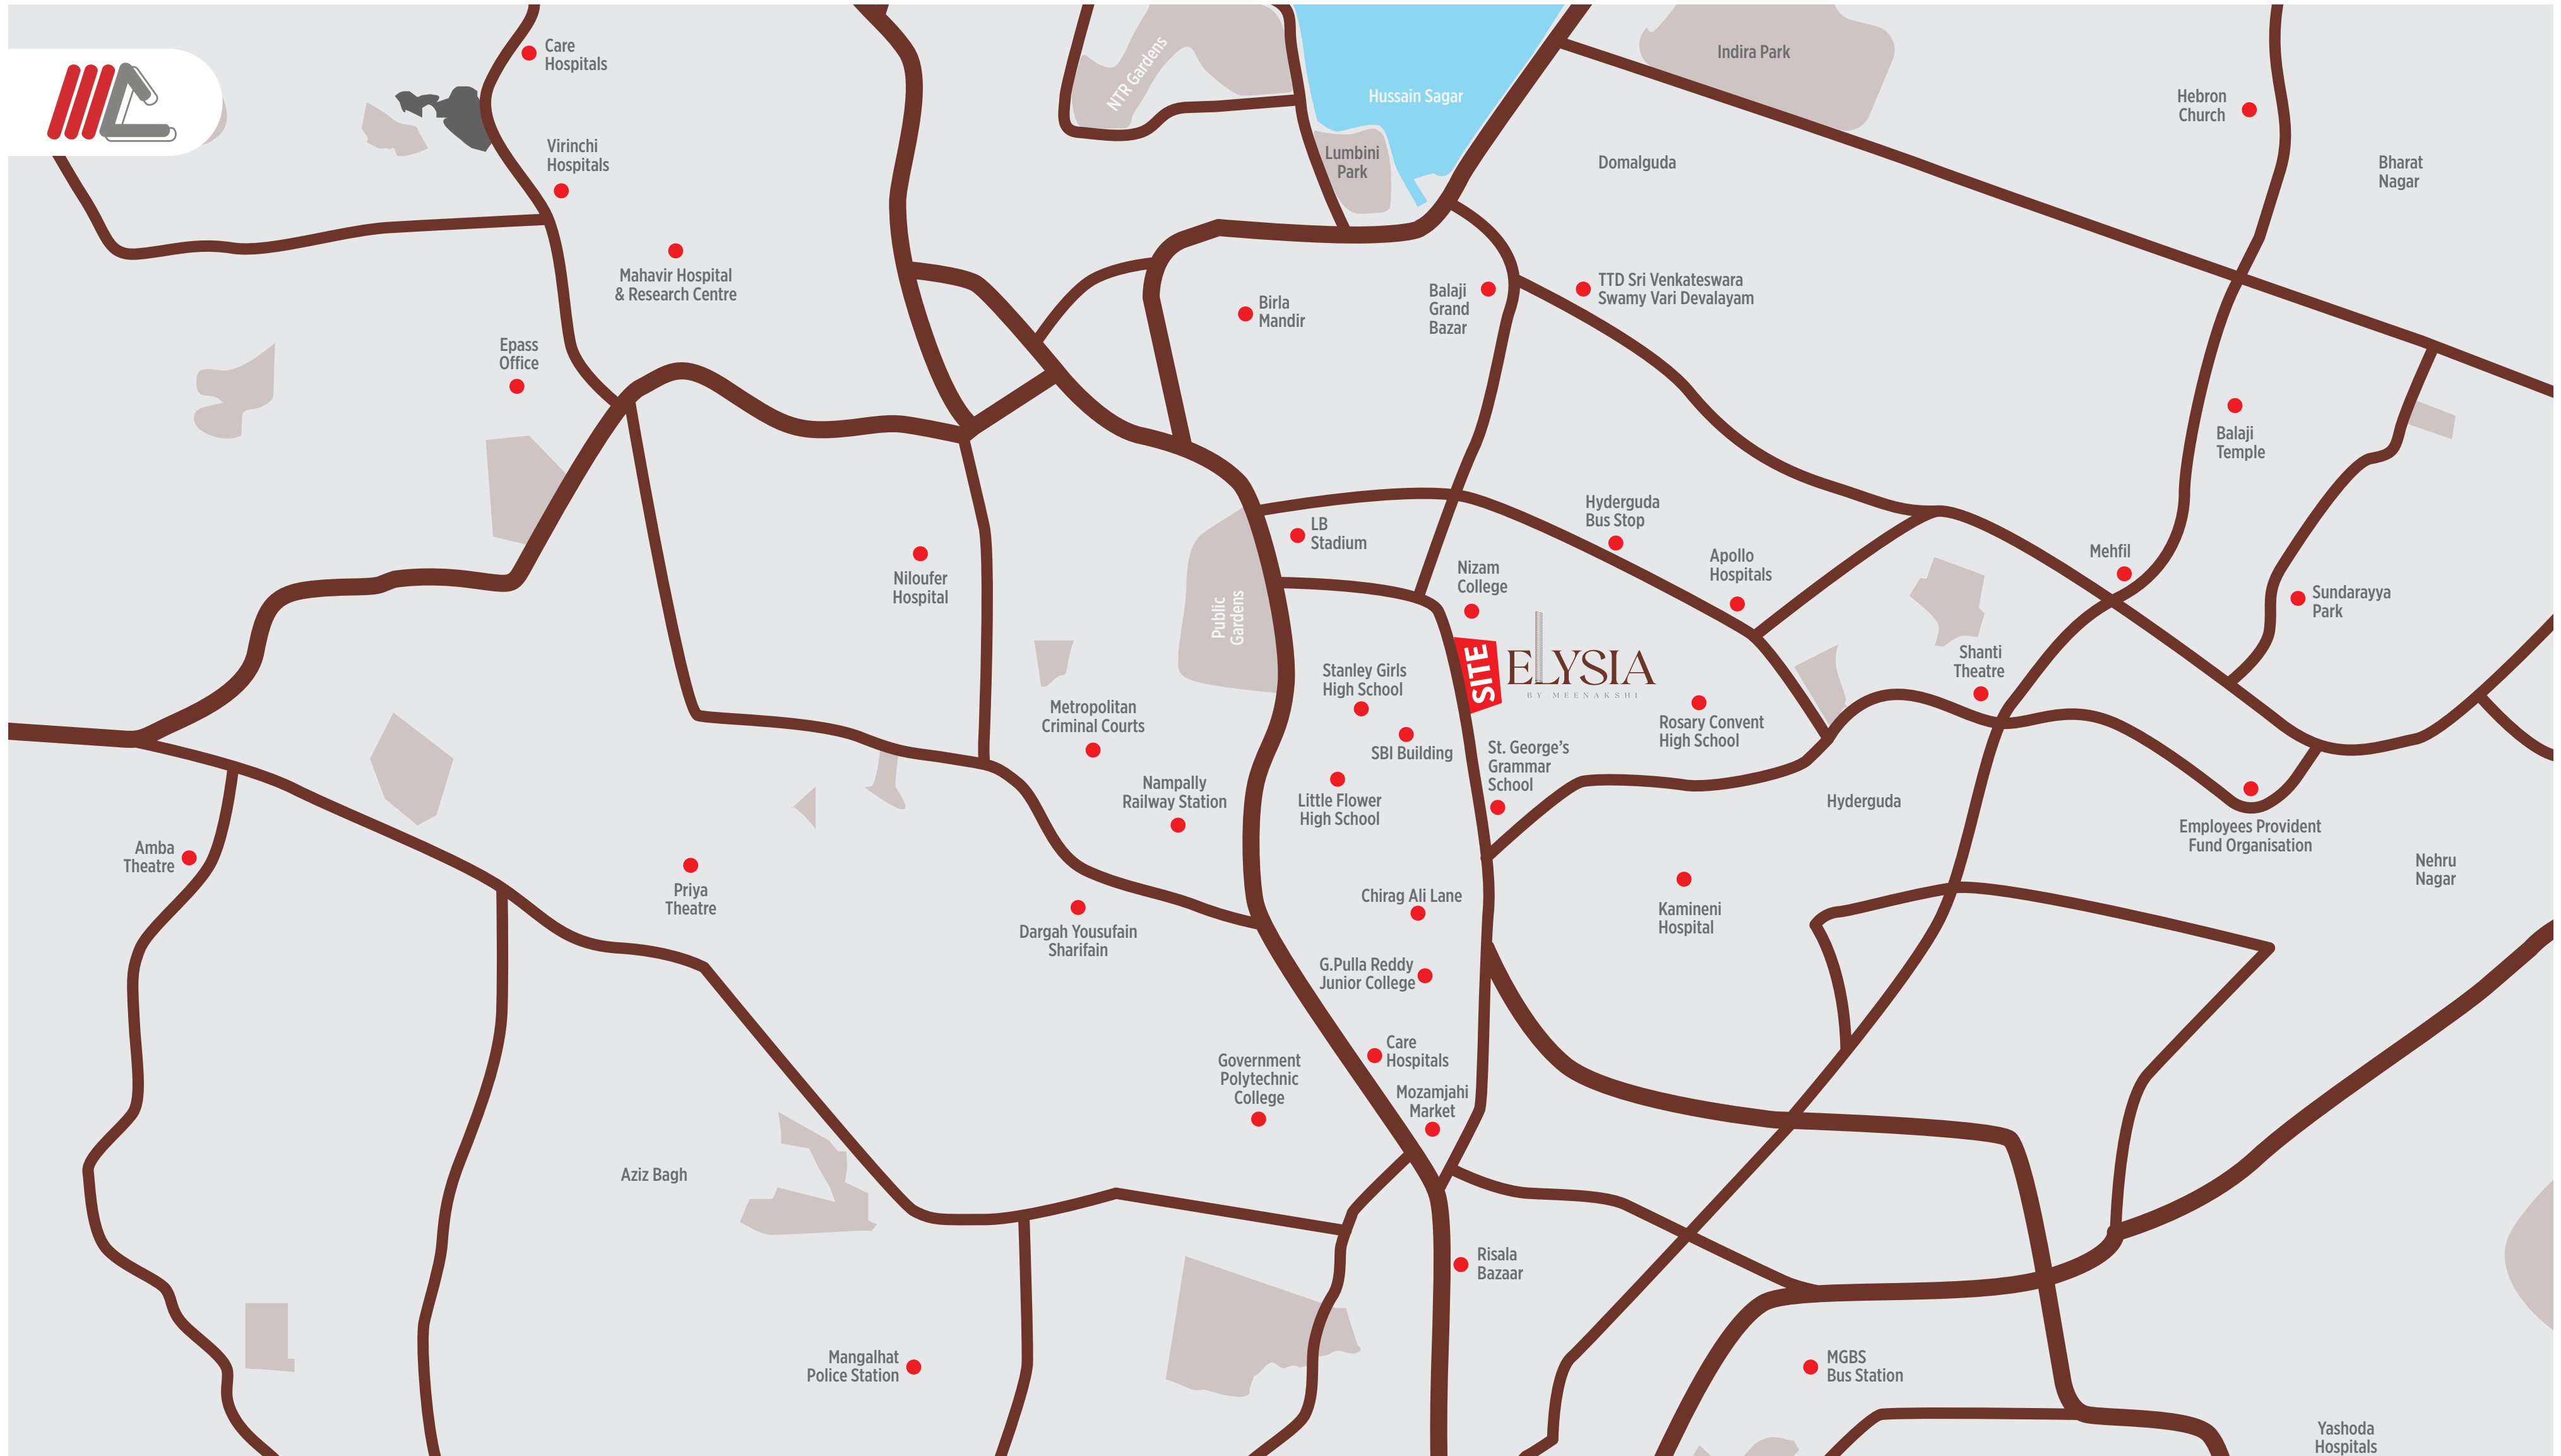 Care
Hospitals
NTR Gardens
Hussain Sagar
Indira Park
Hebron
Church
Virinchi
Hospitals
Lumbini
Park
Domalguda
Bharat
Nagar
Mahavir Hospital
& Research Centre
Birla
Mandir
Balaji
Grand
Bazar
TTD Sri Venkateswara
Swamy Vari Devalayam
Epass
Office
Balaji
Temple
LB
Stadium
Hyderguda
Bus Stop
Niloufer
Hospital
Public
Gardens
Nizam
College
Apollo
Hospitals
Mehfil
Sundarayya
Park
SITE
ELYSIA
BY MEENAKSHI
Stanley Girls
High School
Shanti
Theatre
Metropolitan
Criminal Courts
SBI Building
Rosary Convent
High School
St. George's
Grammar
School
Nampally
Railway Station
Little Flower
High School
Hyderguda
Employees Provident
Fund Organisation
Amba
Theatre
Priya
Theatre
Nehru
Nagar
Dargah Yousufain
Sharifain
Chirag Ali Lane
Kamineni
Hospital
G.Pulla Reddy
Junior College
Care
Hospitals
Government
Polytechnic
College
Mozamjahi
Market
Aziz Bagh
Risala
Bazaar
Mangalhat
Police Station
MGBS
Bus Station
Yashoda
Hospitals